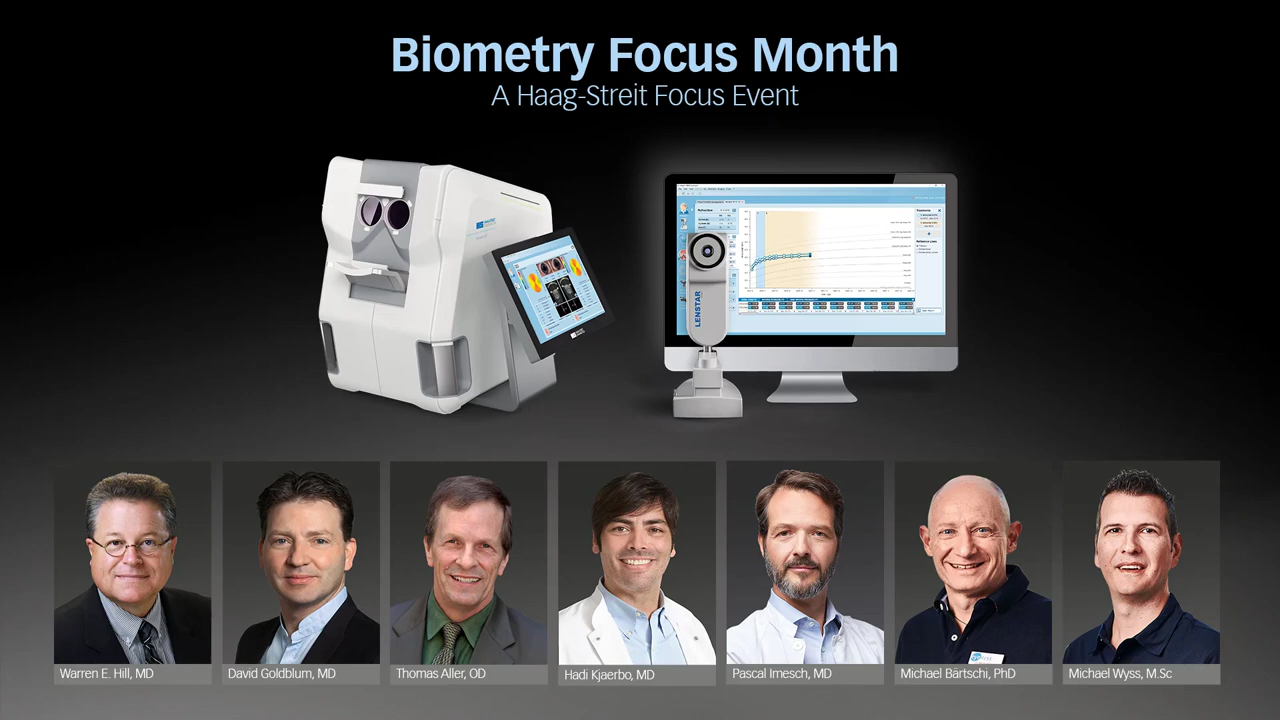 Biometry Focus Month
A Haag-Streit Focus Event
LENSTAR
Warren E. Hill, MD
David Goldblum, MD
Thomas Aller, OD
Hadi Kjaerbo, MD
Pascal Imesch, MD
Michael Bärtschi, PhD
Michael Wyss, M.Sc